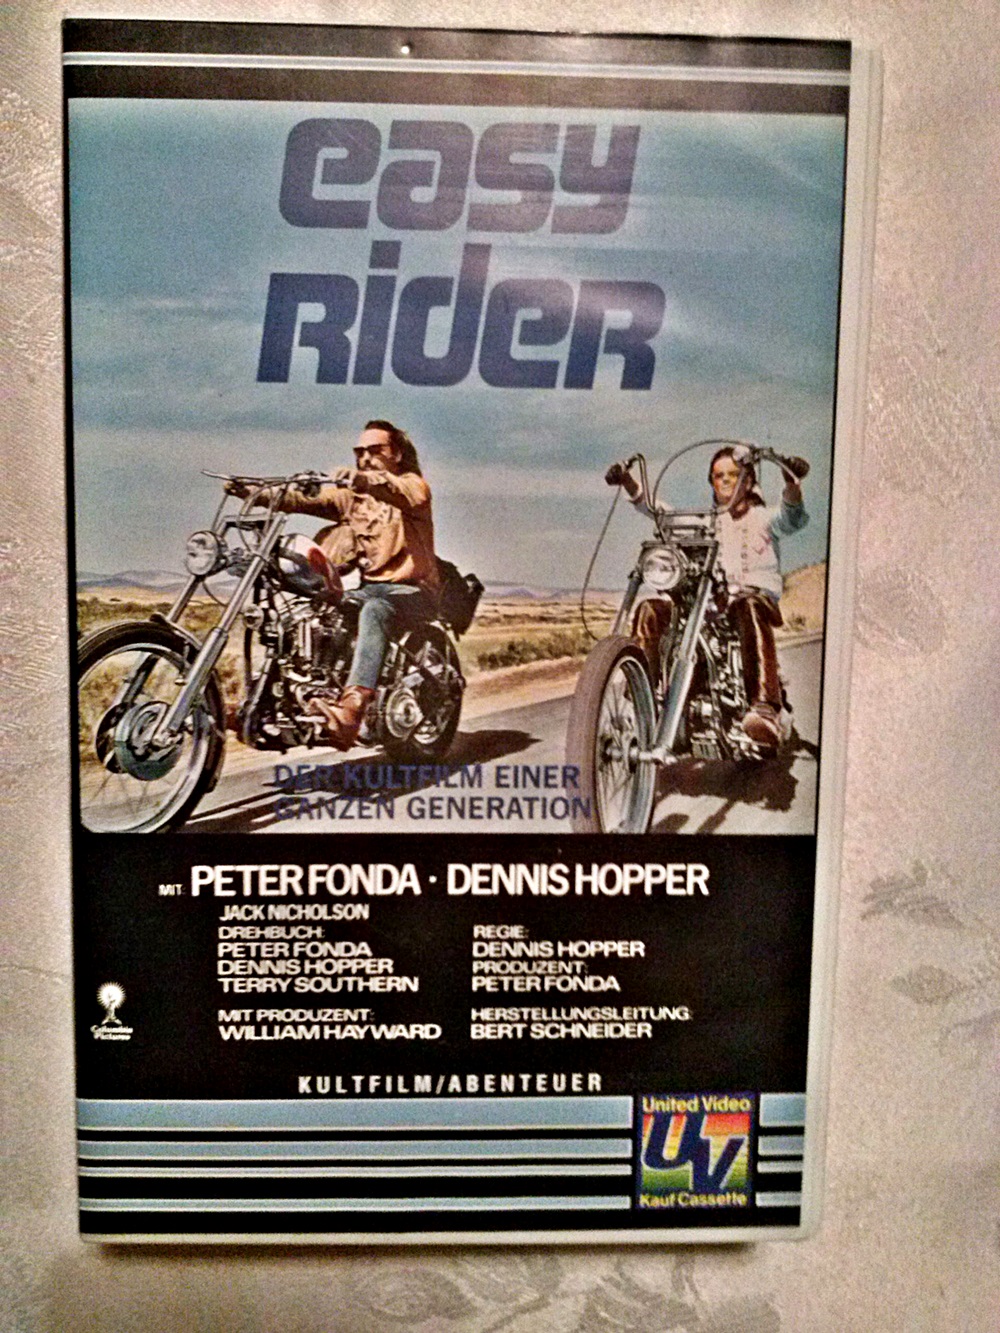 easy
Rider
DER KULTFILM EINER
GANZEN GENERATION
MIT: PETER FONDA · DENNIS HOPPER
JACK NICHOLSON
DREHBUCH:
PETER FONDA
DENNIS HOPPER
TERRY SOUTHERN
REGIE:
DENNIS HOPPER
PRODUZENT:
PETER FONDA
MIT PRODUZENT:
WILLIAM HAYWARD
HERSTELLUNGSLEITUNG:
BERT SCHNEIDER
Columbia
Pictures
KULTFILM/ABENTEUER
United Video
UV
Kauf Cassette